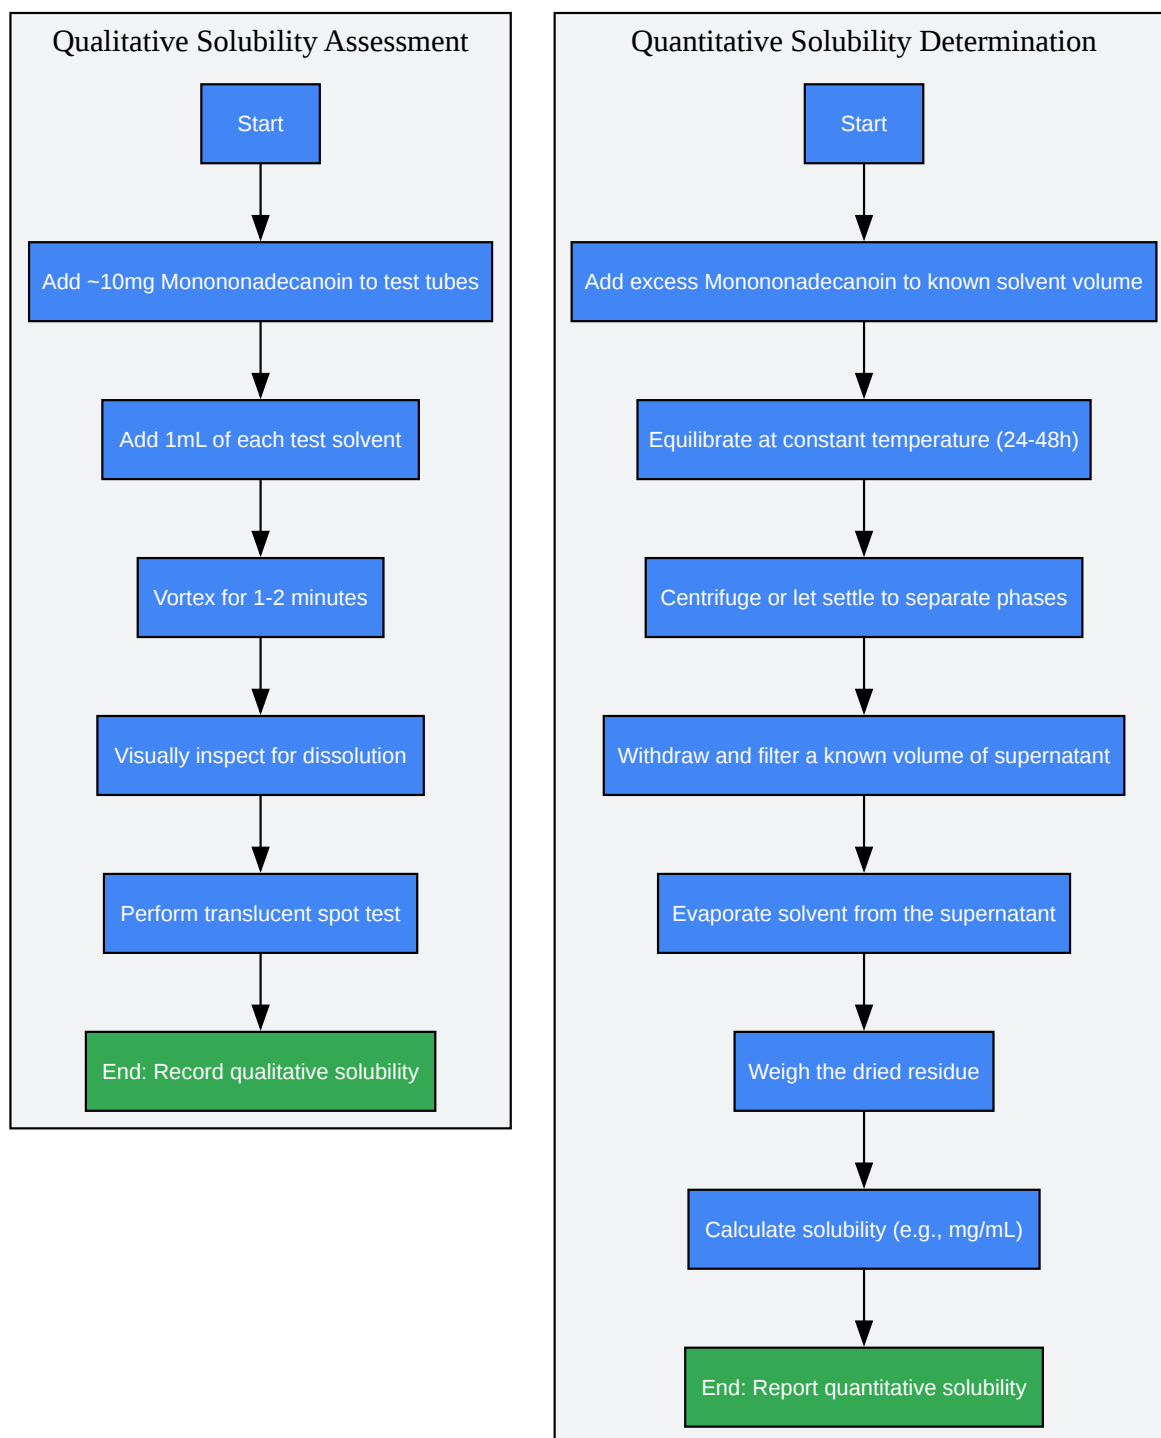 Qualitative Solubility Assessment
Start
Add ~10mg Monononadecanoin to test tubes
Add 1mL of each test solvent
Vortex for 1-2 minutes
Visually inspect for dissolution
Perform translucent spot test
End: Record qualitative solubility
Quantitative Solubility Determination
Start
Add excess Monononadecanoin to known solvent volume
Equilibrate at constant temperature (24-48h)
Centrifuge or let settle to separate phases
Withdraw and filter a known volume of supernatant
Evaporate solvent from the supernatant
Weigh the dried residue
Calculate solubility (e.g., mg/mL)
End: Report quantitative solubility